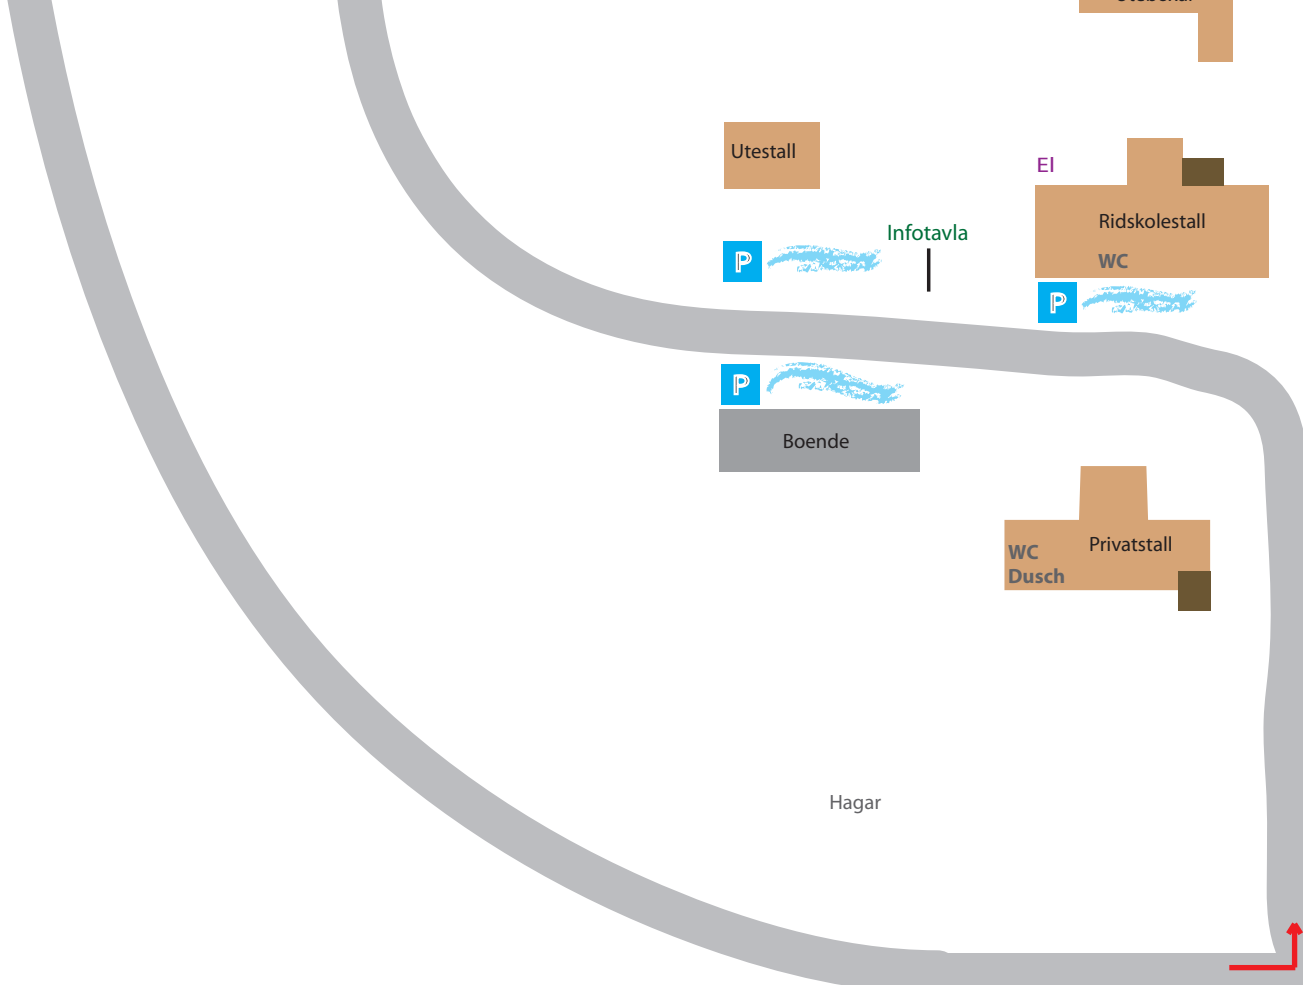 Utestall
El
Ridskolestall
Infotavla
WC
P
P
P
Boende
Privatstall
WC
Dusch
Hagar